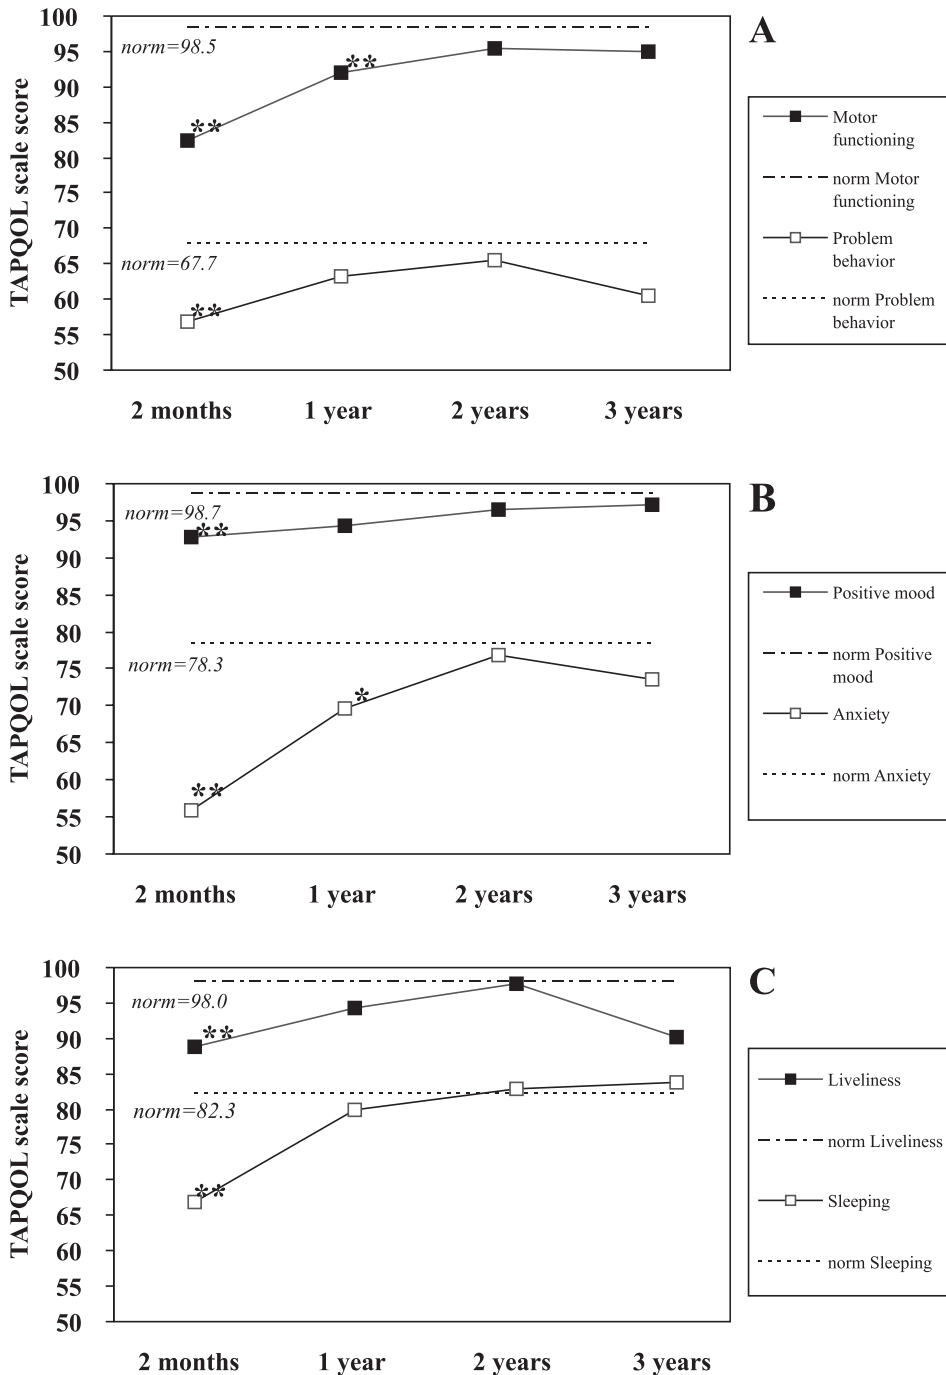 A
TAPQOL scale score
100
95
90
85
80
75
70
65
60
55
50
norm=98.5
**
**
norm=67.7
**
2 months 1 year 2 years 3 years
Motor
functioning
norm Motor
functioning
Problem
behavior
norm Problem
behavior
B
TAPQOL scale score
100
95
90
85
80
75
70
65
60
55
50
norm=98.7
**
norm=78.3
*
**
2 months 1 year 2 years 3 years
Positive mood
norm Positive
mood
Anxiety
norm Anxiety
C
TAPQOL scale score
100
95
90
85
80
75
70
65
60
55
50
norm=98.0
**
norm=82.3
**
2 months 1 year 2 years 3 years
Liveliness
norm Liveliness
Sleeping
norm Sleeping